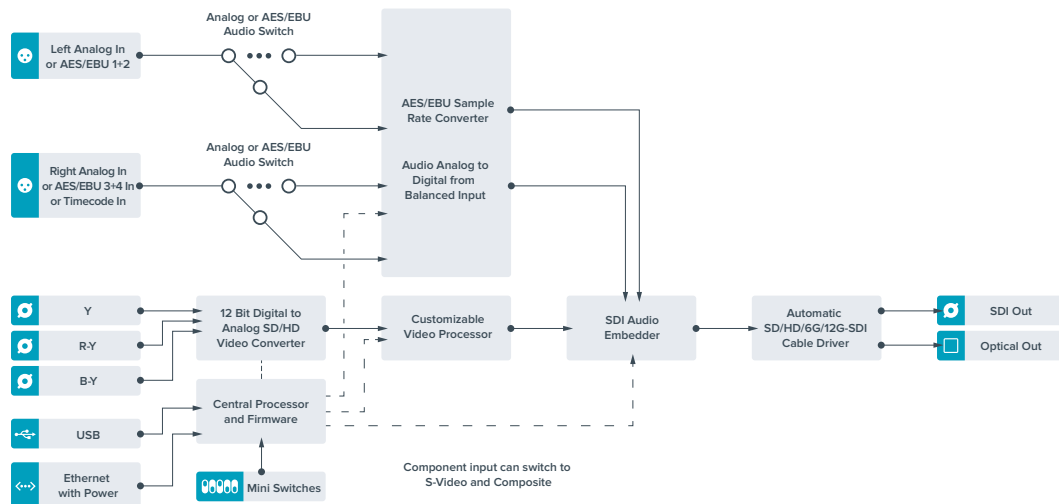 Analog or AES/EBU
Audio Switch
Left Analog In
or AES/EBU 1+2
AES/EBU Sample
Rate Converter
Analog or AES/EBU
Audio Switch
Right Analog In
or AES/EBU 3+4 In
or Timecode In
Audio Analog to
Digital from
Balanced Input
Y
R-Y
B-Y
12 Bit Digital to
Analog SD/HD
Video Converter
Customizable
Video Processor
SDI Audio
Embedder
Automatic
SD/HD/6G/12G-SDI
Cable Driver
SDI Out
Optical Out
USB
Ethernet
with Power
Central Processor
and Firmware
Mini Switches
Component input can switch to
S-Video and Composite